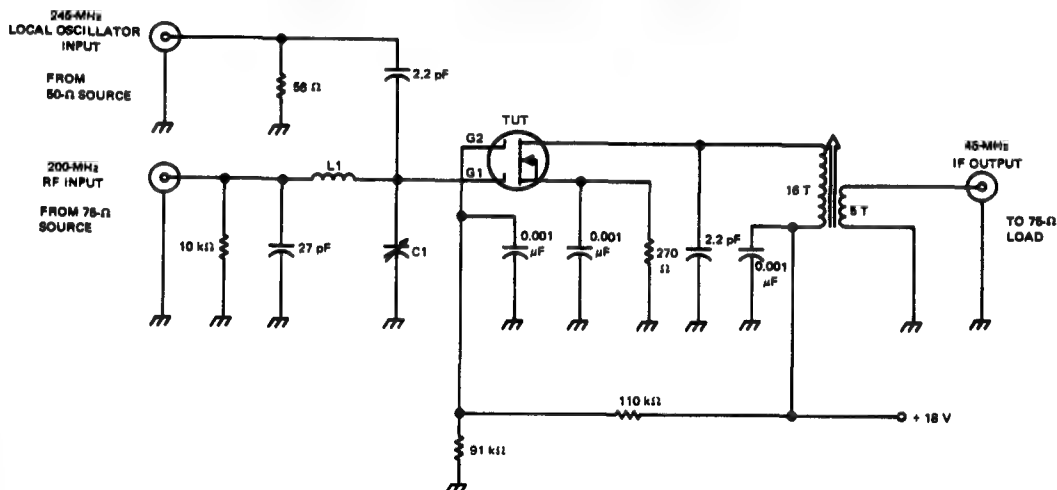 245-MHz
LOCAL OSCILLATOR
INPUT
FROM
50-Ω SOURCE
56 Ω
2.2 pF
TUT
G2
G1
200-MHz
RF INPUT
FROM 75-Ω
SOURCE
L1
10 kΩ
27 pF
C1
0.001
μF
0.001
μF
270
Ω
2.2 pF
0.001
μF
16 T
5 T
45-MHz
IF OUTPUT
TO 75-Ω
LOAD
110 kΩ
+ 18 V
91 kΩ